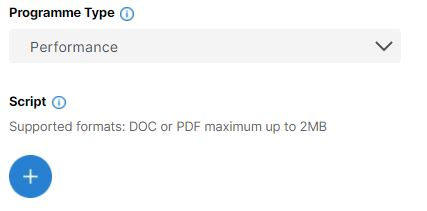 Programme Type
Performance
Script
Supported formats: DOC or PDF maximum up to 2MB